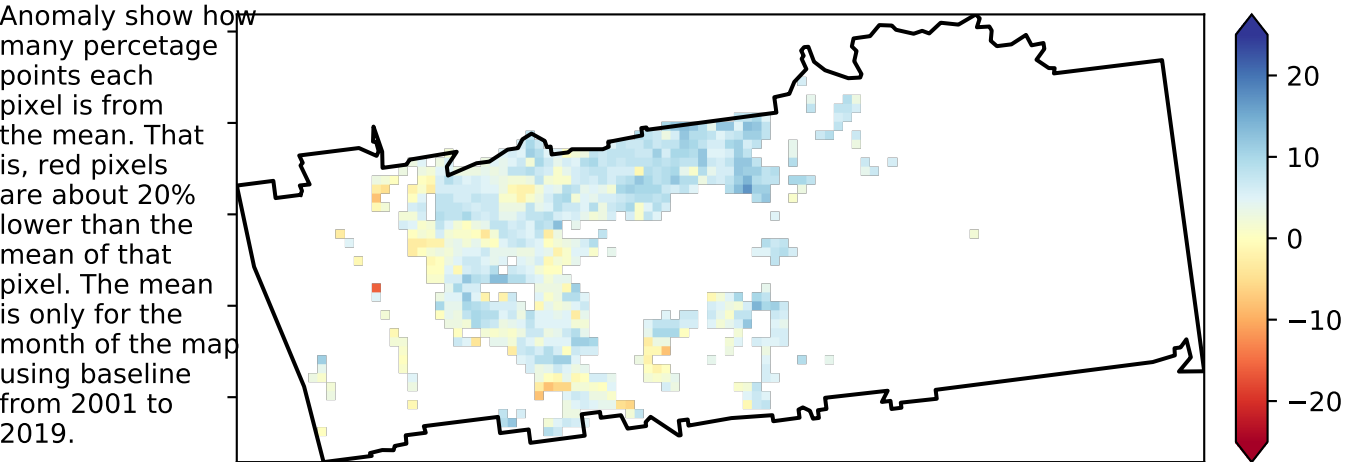 Anomaly show how
many percetage
points each
pixel is from
the mean. That
is, red pixels
are about 20%
lower than the
mean of that
pixel. The mean
is only for the
month of the map
using baseline
from 2001 to
2019.
20
10
0
−10
−20